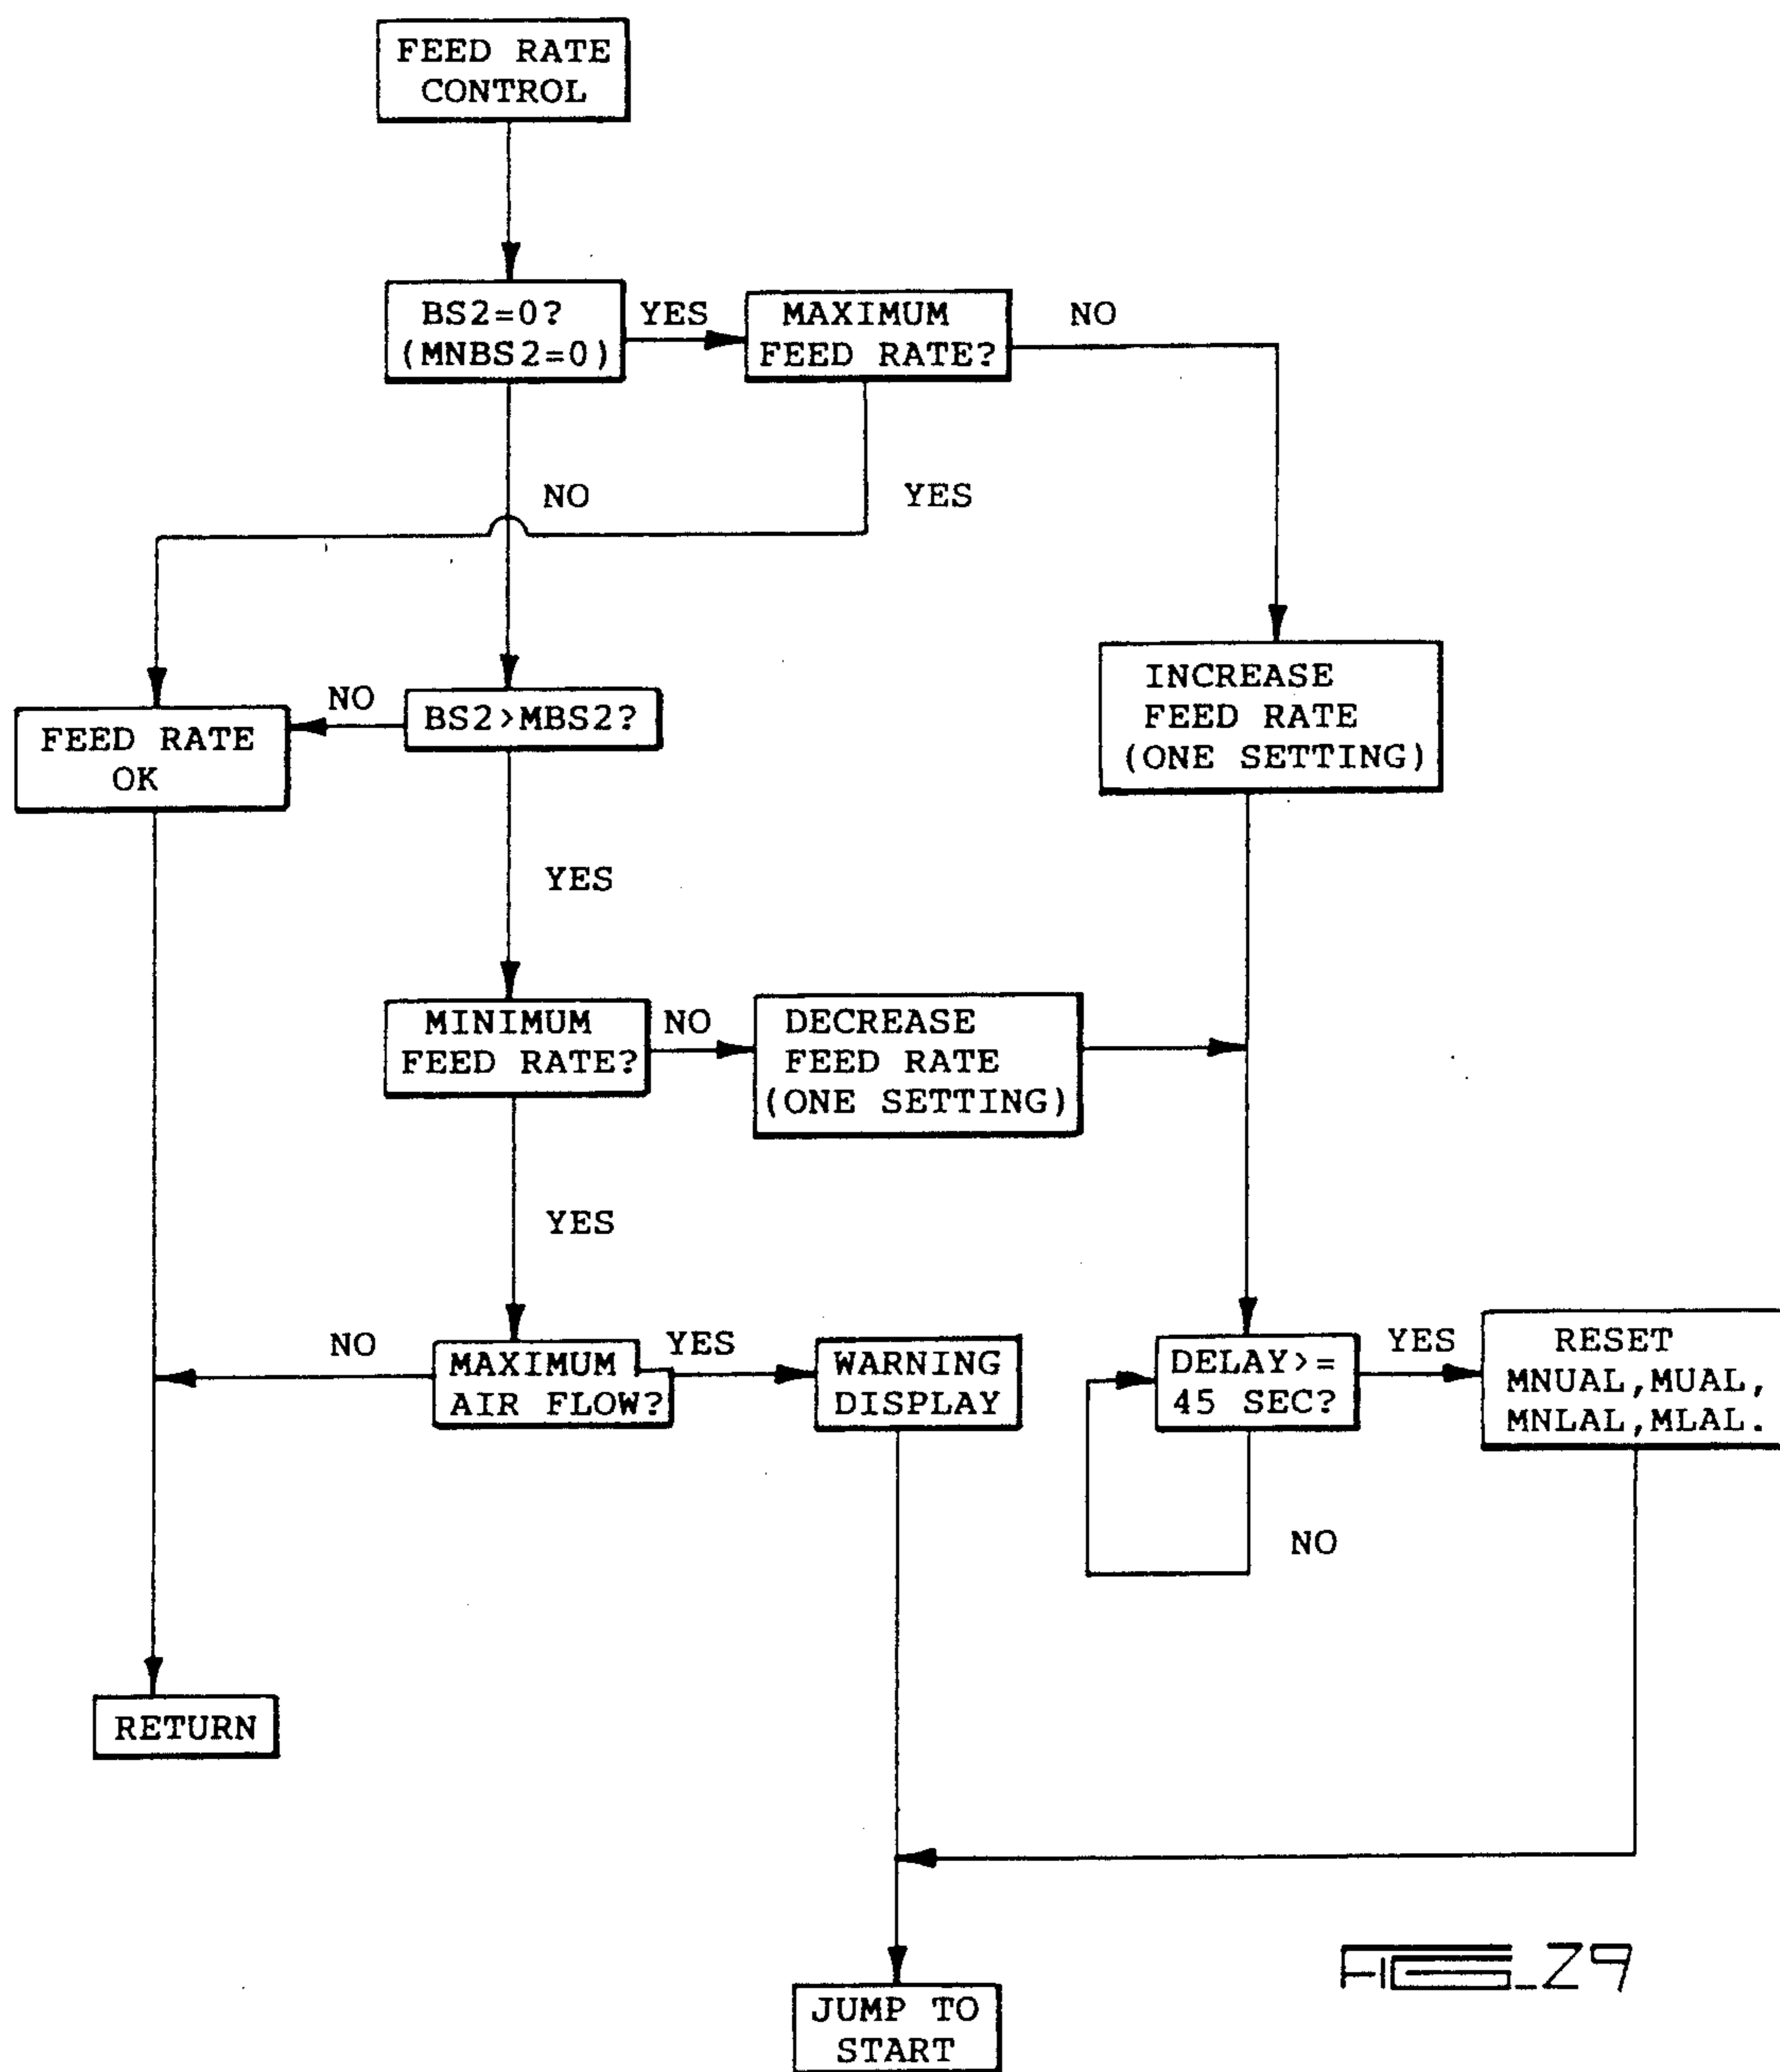 FEED RATE
CONTROL
BS2=0?
(MNBS2=0)
YES
MAXIMUM
FEED RATE?
NO
NO
YES
INCREASE
FEED RATE
(ONE SETTING)
FEED RATE
OK
NO
BS2>MBS2?
YES
MINIMUM
FEED RATE?
NO
DECREASE
FEED RATE
(ONE SETTING)
YES
NO
MAXIMUM
AIR FLOW?
YES
WARNING
DISPLAY
DELAY>=
45 SEC?
YES
RESET
MNUAL,MUAL,
MNLAL,MLAL.
NO
RETURN
JUMP TO
START
FIG_29